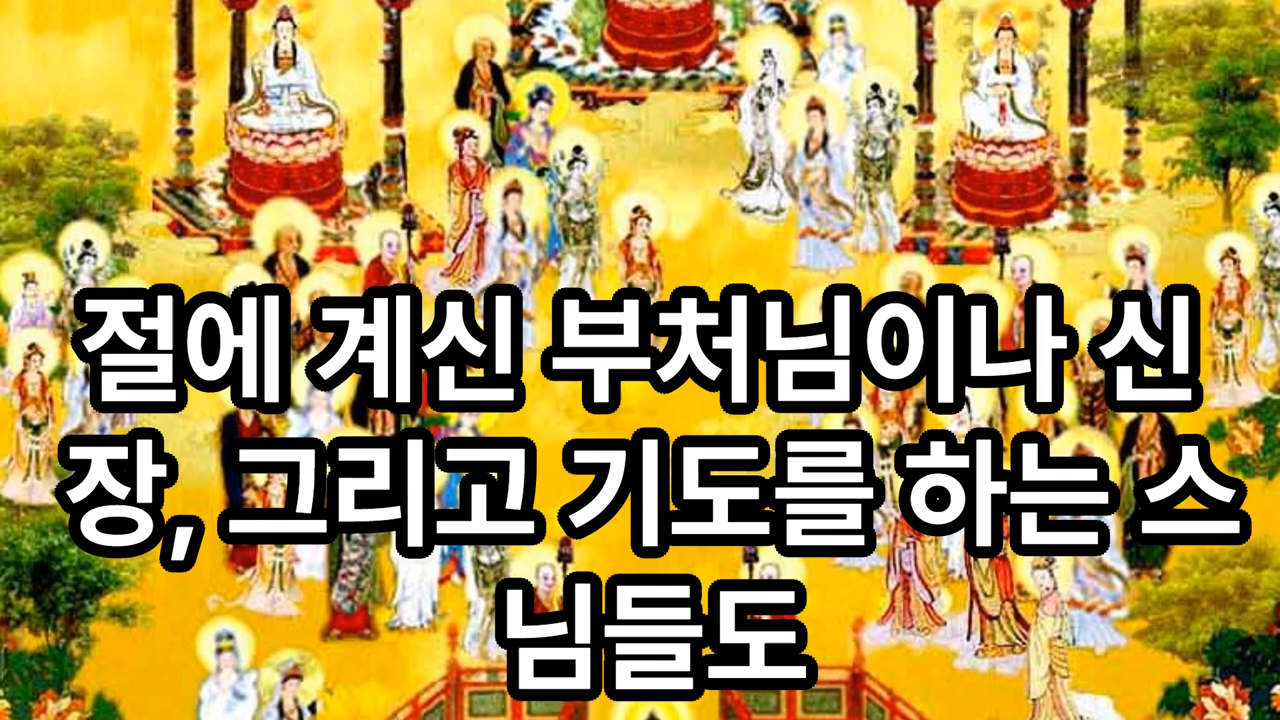 절에 계신 부처님이나 신
장, 그리고 기도를 하는 스
님들도